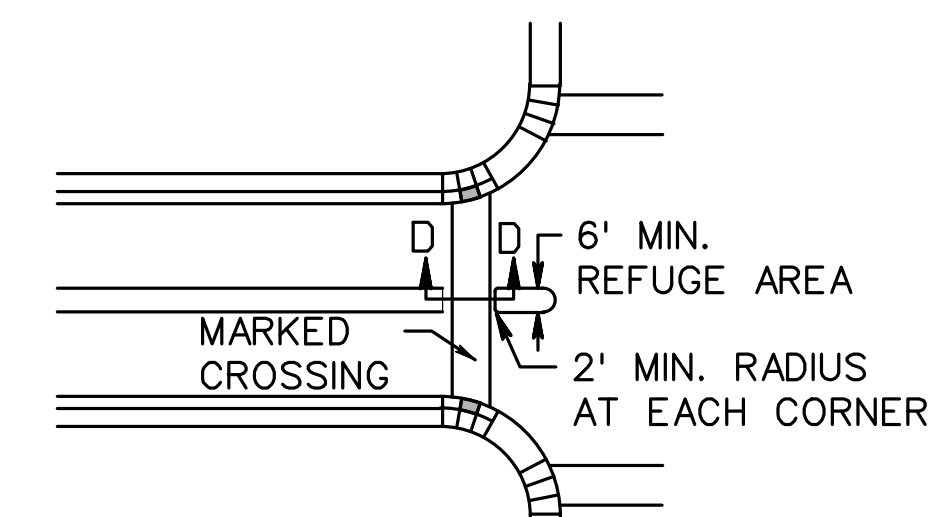 D D
6' MIN.
REFUGE AREA
MARKED
CROSSING
2' MIN. RADIUS
AT EACH CORNER